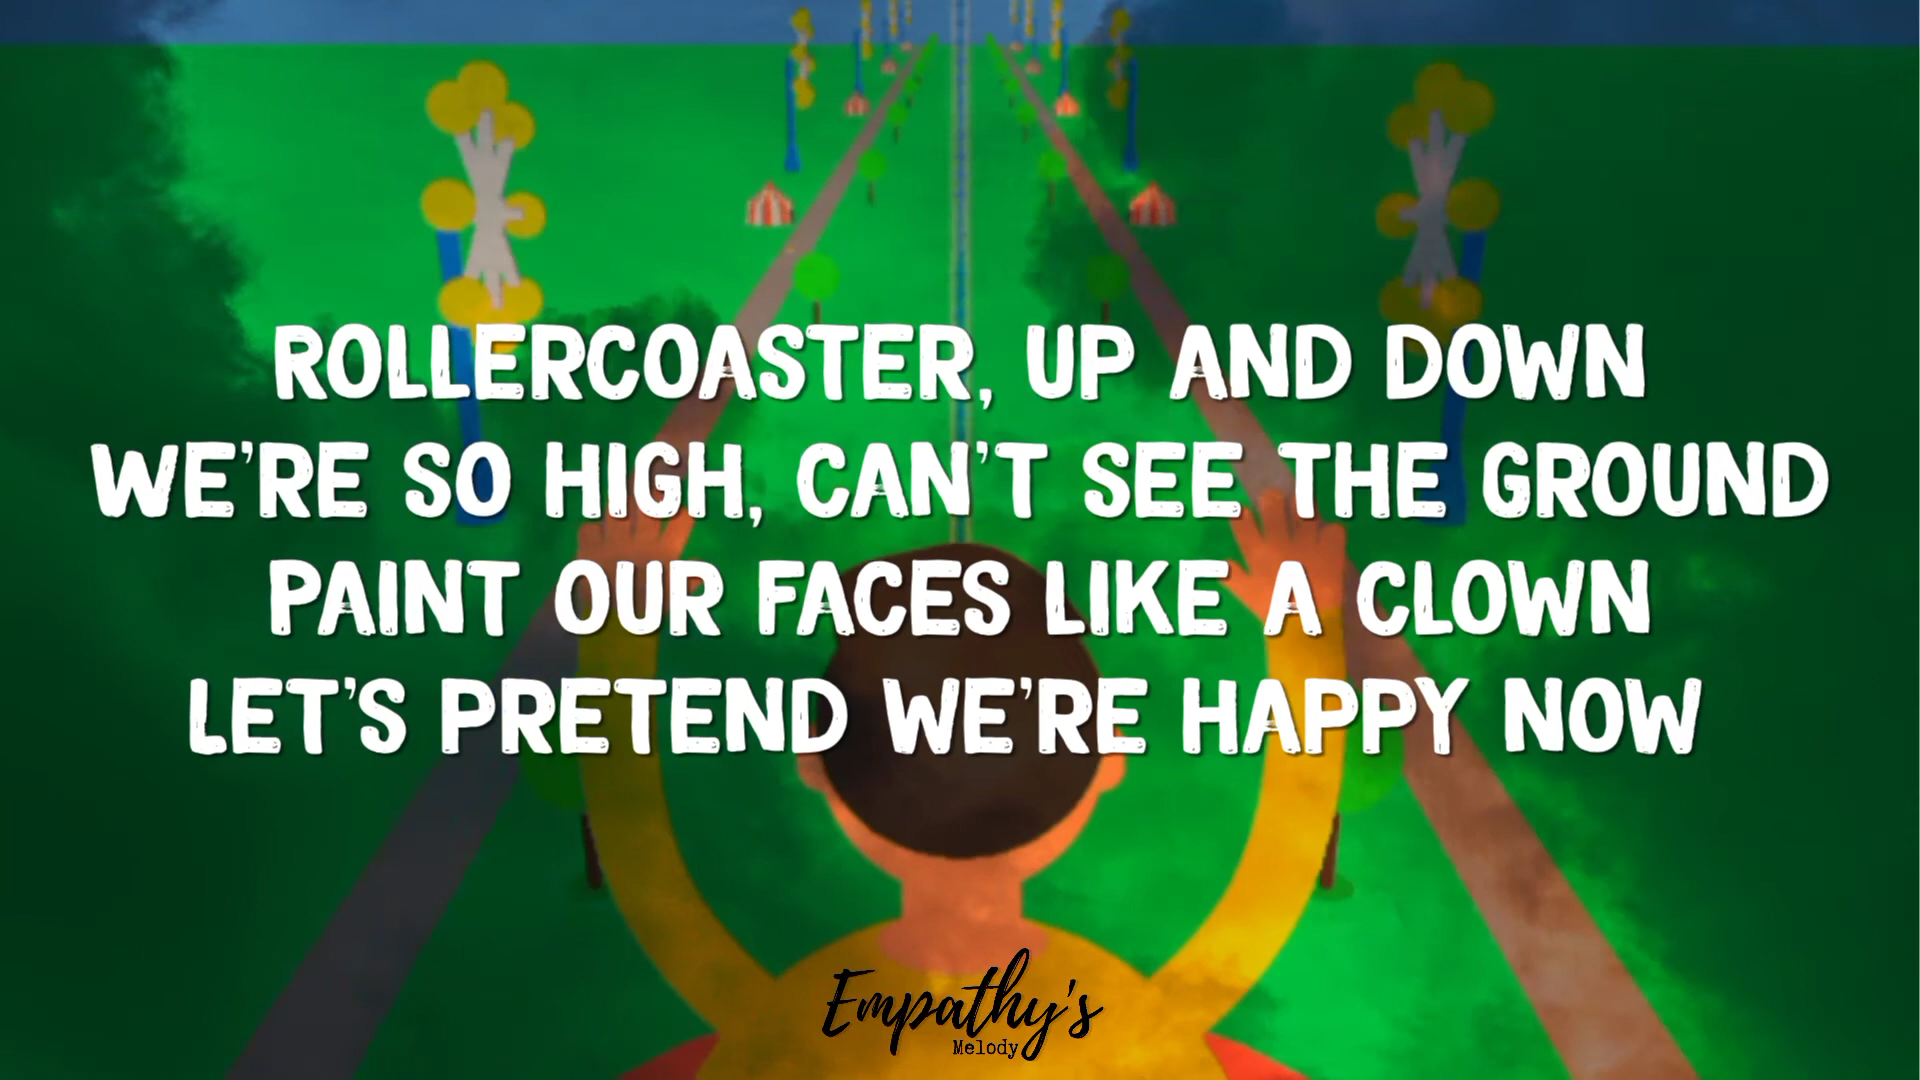 ROLLERCOASTER, UP AND DOWN
WE'RE SO HIGH, CAN'T SEE THE GROUND
PAINT OUR FACES LIKE A CLOWN
LET'S PRETEND WE'RE HAPPY NOW
Empathy's
Melody